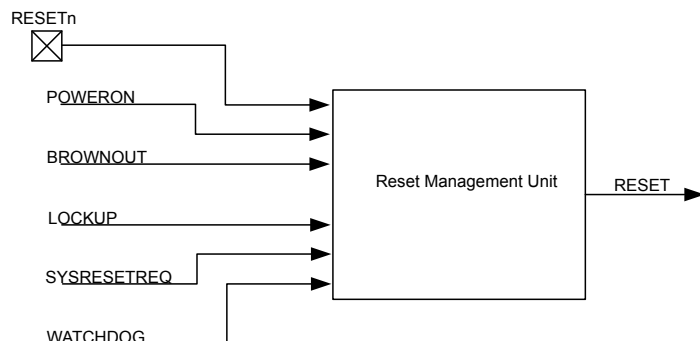 RESETn
POWERON
BROWNOUT
Reset Management Unit
RESET
LOCKUP
SYSRESETREQ
WATCHDOG